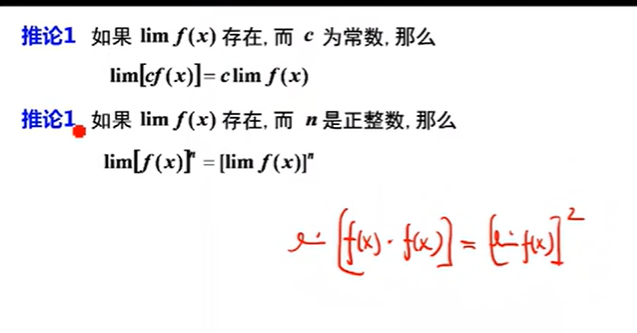 推论1 如果 lim f(x) 存在, 而 c 为常数, 那么
lim[cf(x)]=c lim f(x)
推论1 如果 lim f(x) 存在, 而 n 是正整数, 那么
lim[f(x)]ⁿ = [lim f(x)]ⁿ
lim [f(x)·f(x)] = [lim f(x)]²